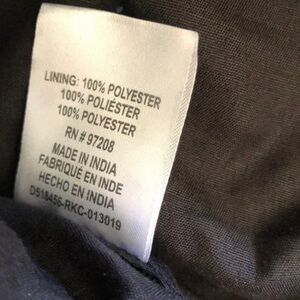 LINING: 100% POLYESTER
100% POLIÉSTER
100% POLYESTER
RN # 97208
MADE IN INDIA
FABRIQUÉ EN INDE
HECHO EN INDIA
D518456-RKC-013019